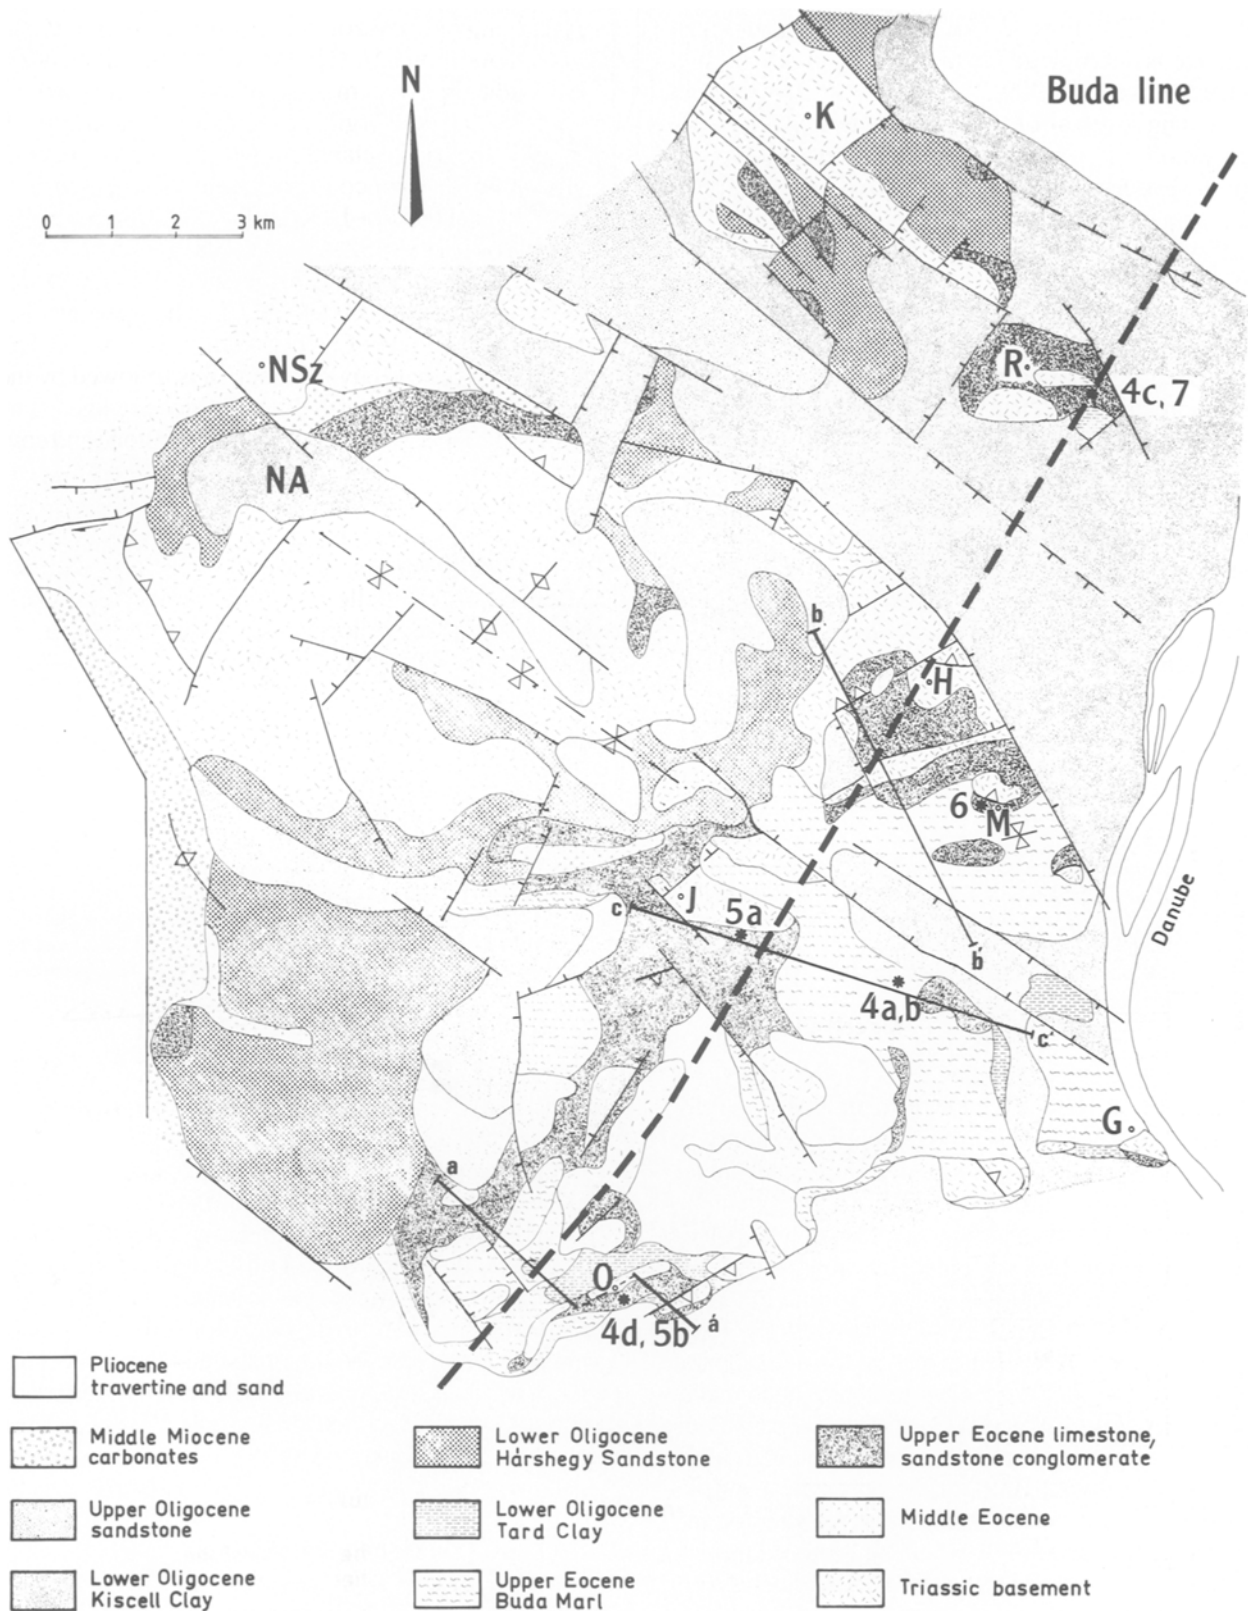 N
Buda line
K
0 1 2 3 km
NSz
R
4c, 7
NA
b
H
6
M
J
c
5a
b'
4a,b
c'
Danube
G
a
O
4d, 5b
á
Pliocene
travertine and sand
Middle Miocene
carbonates
Upper Oligocene
sandstone
Lower Oligocene
Kiscell Clay
Lower Oligocene
Hárshegy Sandstone
Lower Oligocene
Tard Clay
Upper Eocene
Buda Marl
Upper Eocene limestone,
sandstone conglomerate
Middle Eocene
Triassic basement